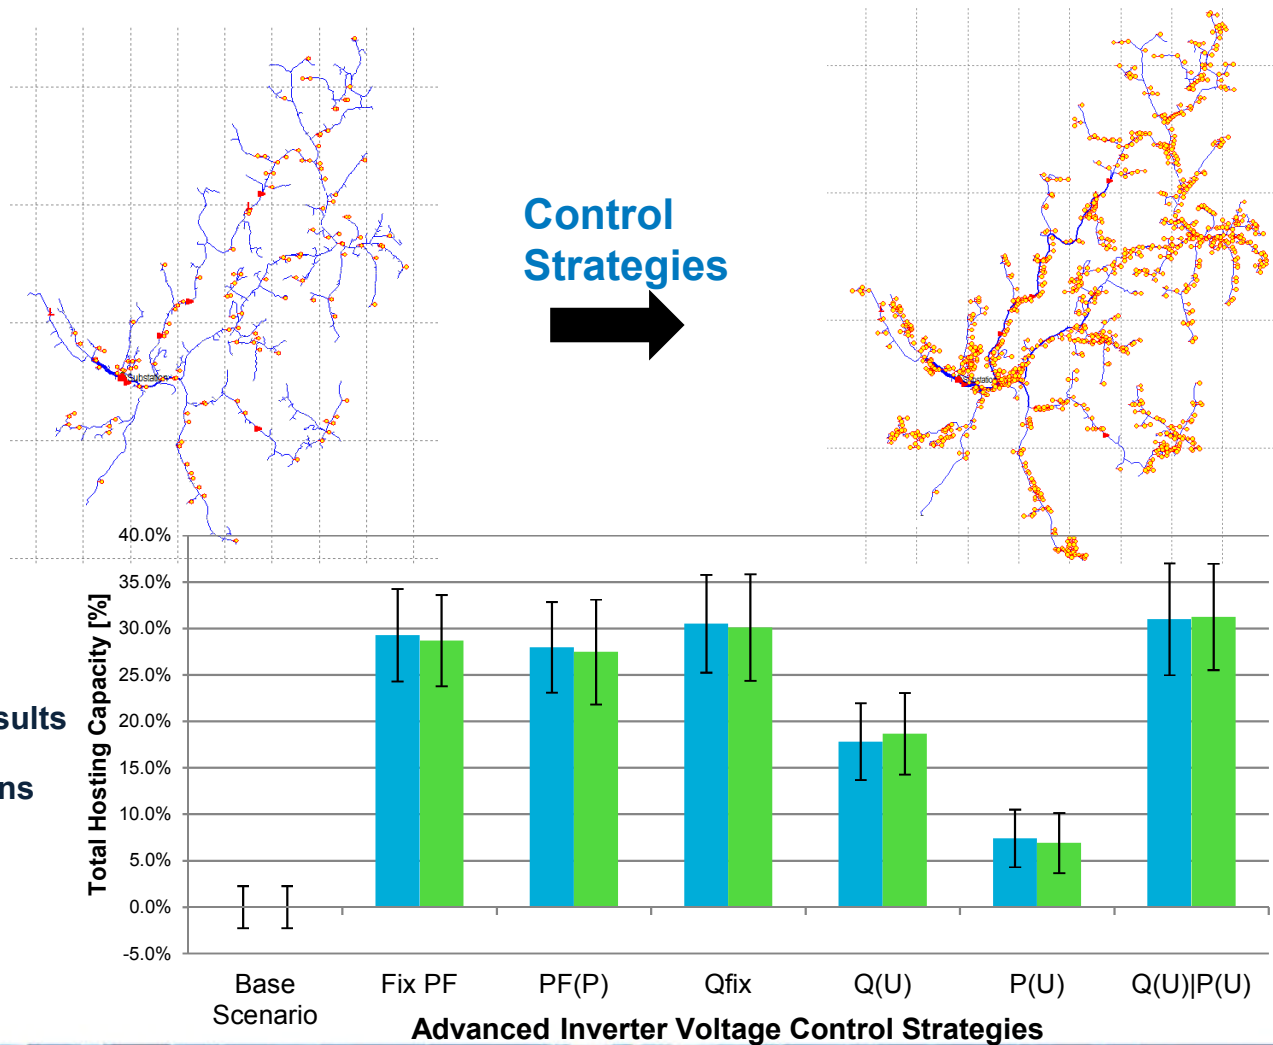 Control
Strategies
Substation
40.0%
35.0%
30.0%
25.0%
20.0%
15.0%
10.0%
5.0%
0.0%
-5.0%
Total Hosting Capacity [%]
sults
ns
Base
Scenario
Fix PF
PF(P)
Qfix
Q(U)
P(U)
Q(U)|P(U)
Advanced Inverter Voltage Control Strategies